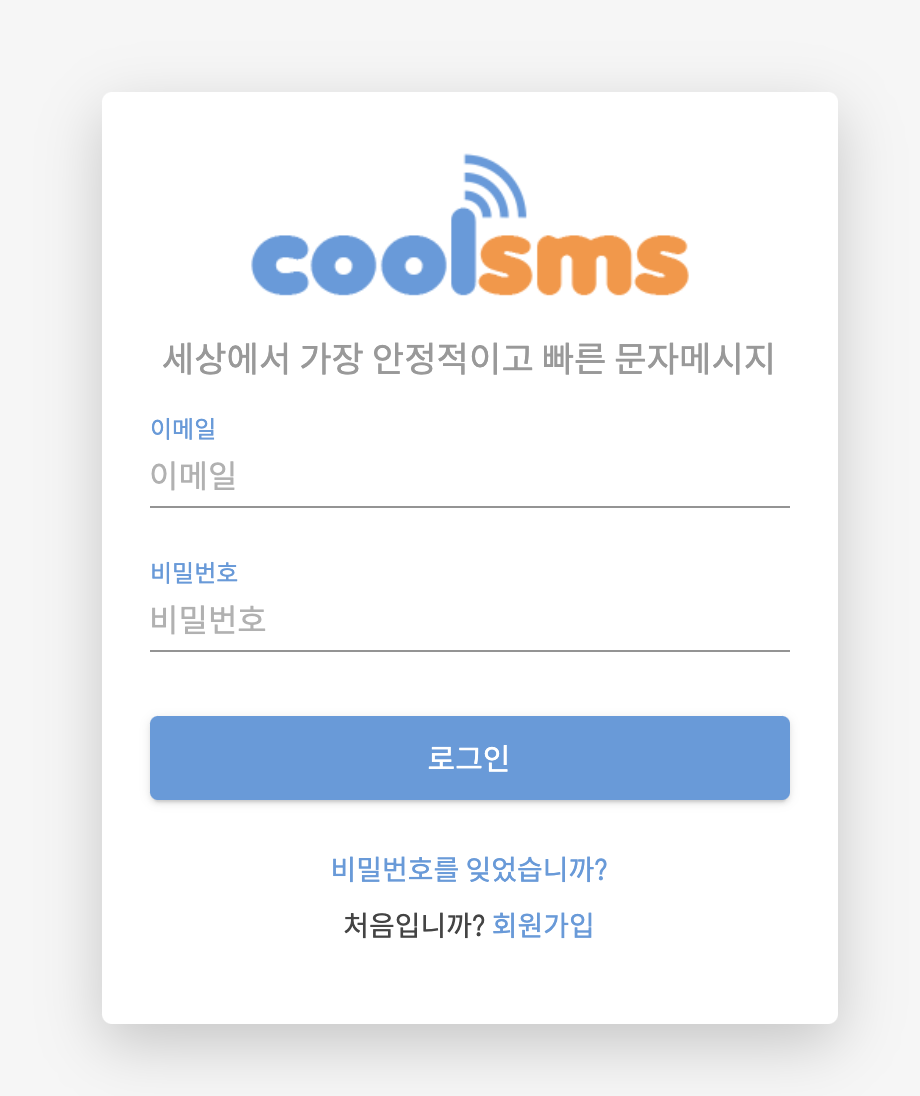 coolsms
세상에서 가장 안정적이고 빠른 문자메시지
이메일
이메일
비밀번호
비밀번호
로그인
비밀번호를 잊었습니까?
처음입니까? 회원가입